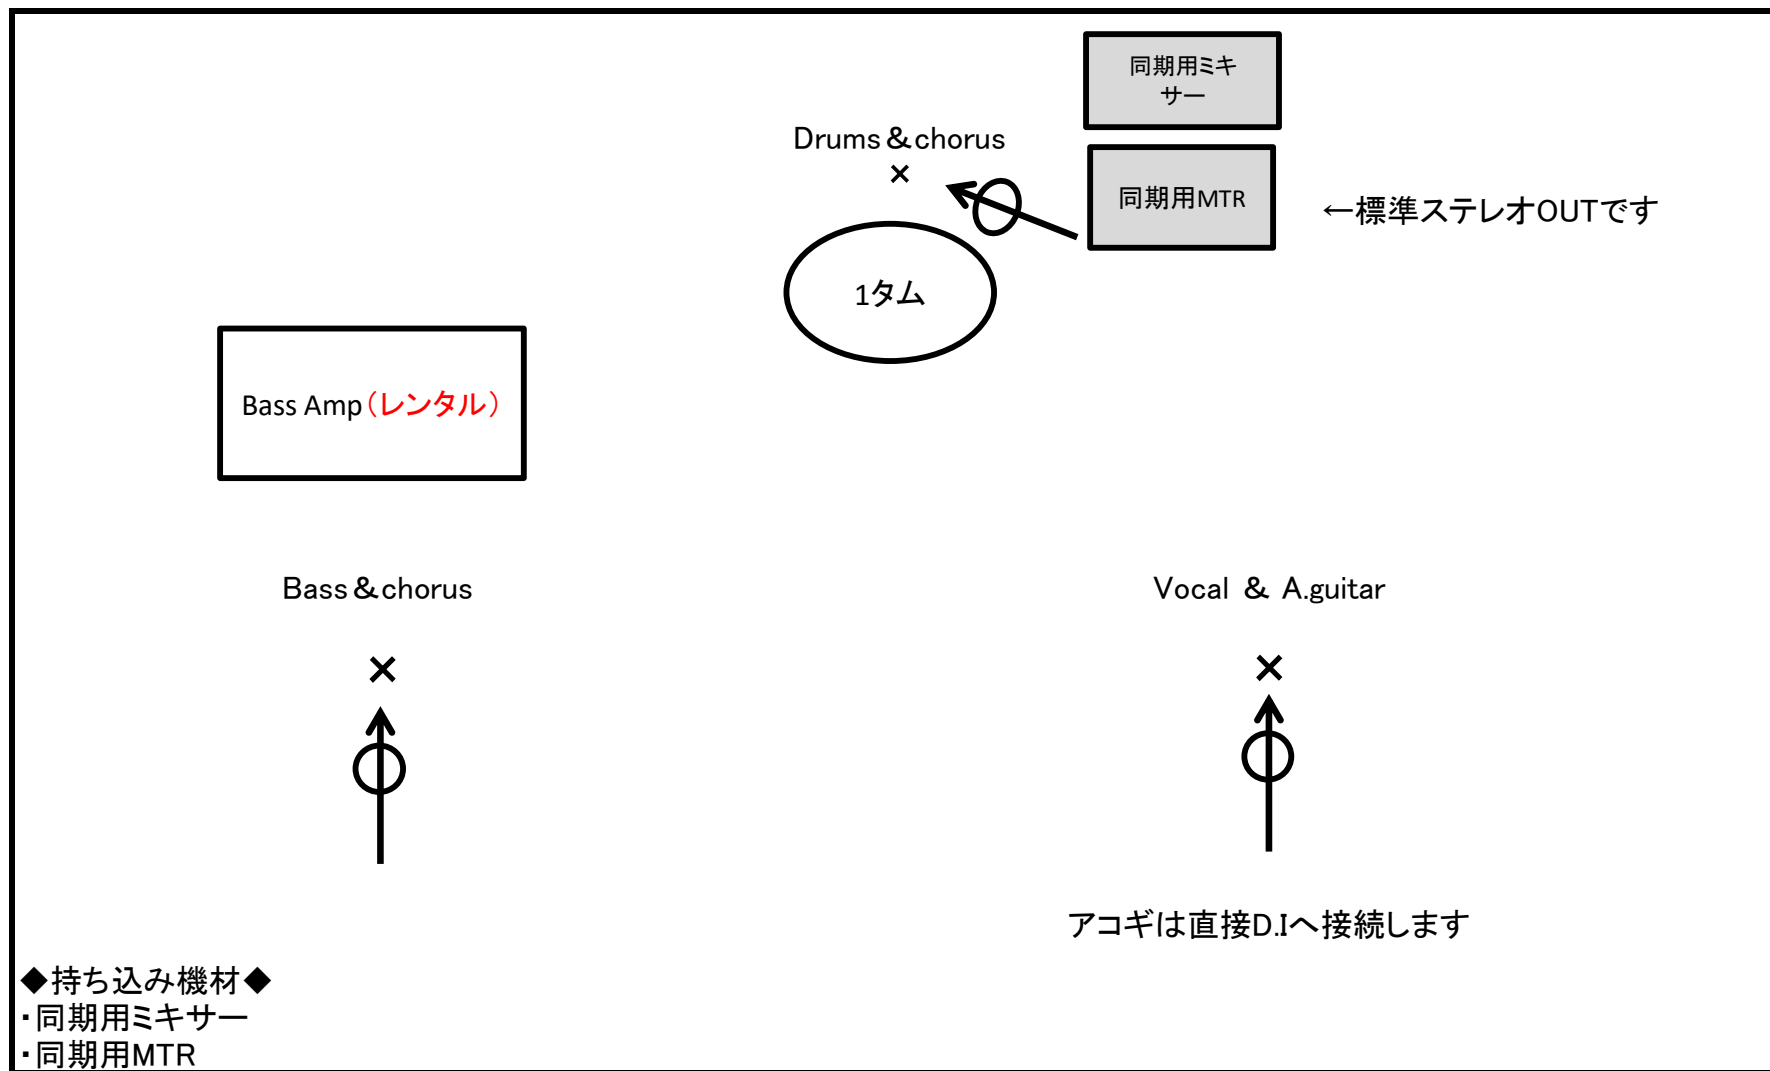 同期用ミキ
サー
Drums&chorus
×
同期用MTR
←標準ステレオOUTです
1タム
Bass Amp(レンタル)
Bass&chorus
Vocal & A.guitar
×
×
アコギは直接D.Iへ接続します
◆持ち込み機材◆
・同期用ミキサー
・同期用MTR